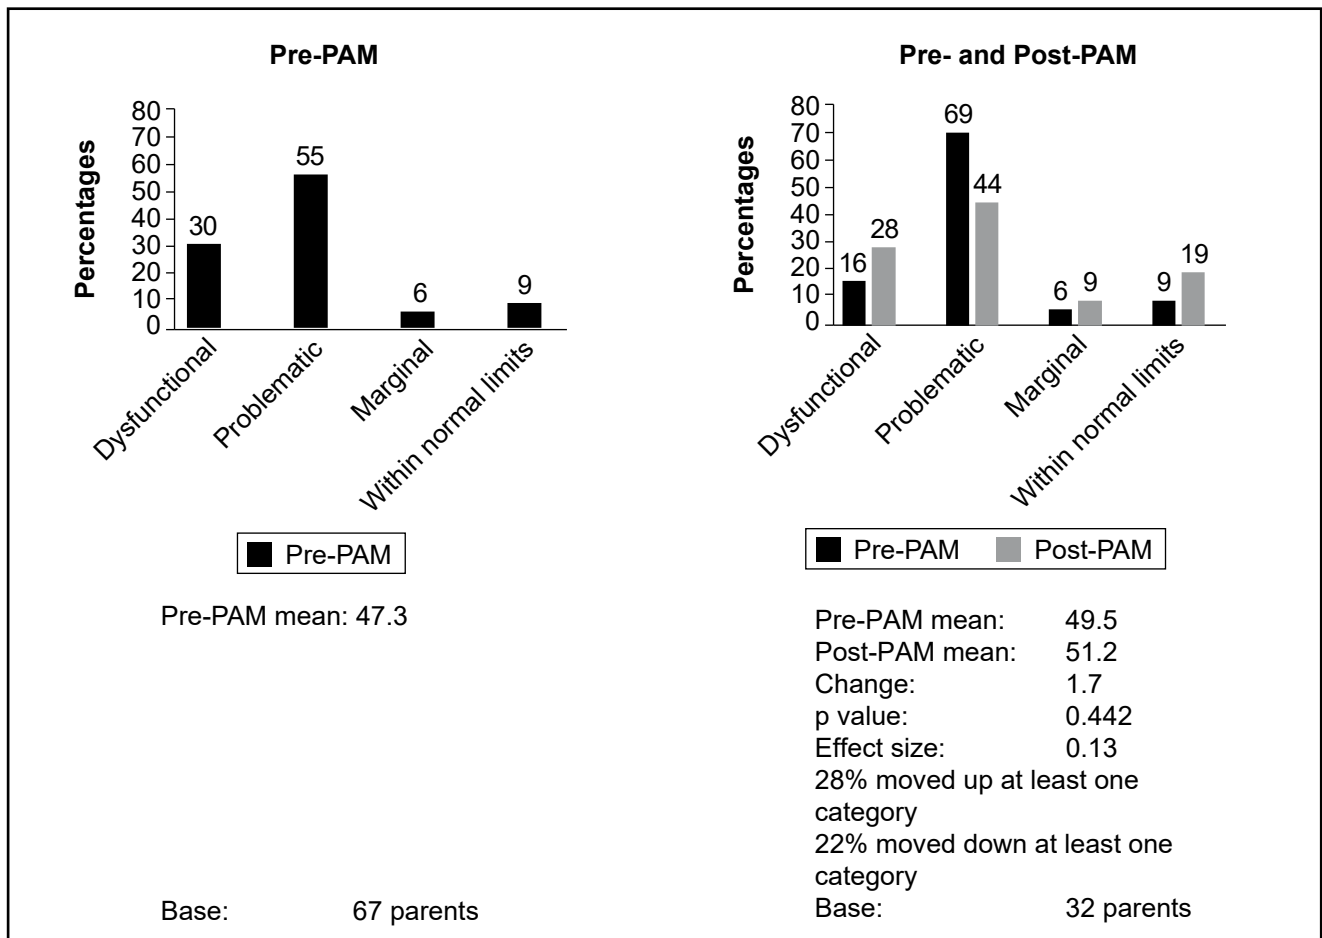 Pre-PAM
Percentages
80
70
60
50
40
30
20
10
0
30
55
6
9
Dysfunctional
Problematic
Marginal
Within normal limits
Pre-PAM
Pre-PAM mean: 47.3
Base: 67 parents
Pre- and Post-PAM
Percentages
80
70
60
50
40
30
20
10
0
16
28
69
44
6
9
9
19
Dysfunctional
Problematic
Marginal
Within normal limits
Pre-PAM Post-PAM
Pre-PAM mean: 49.5
Post-PAM mean: 51.2
Change: 1.7
p value: 0.442
Effect size: 0.13
28% moved up at least one
category
22% moved down at least one
category
Base: 32 parents